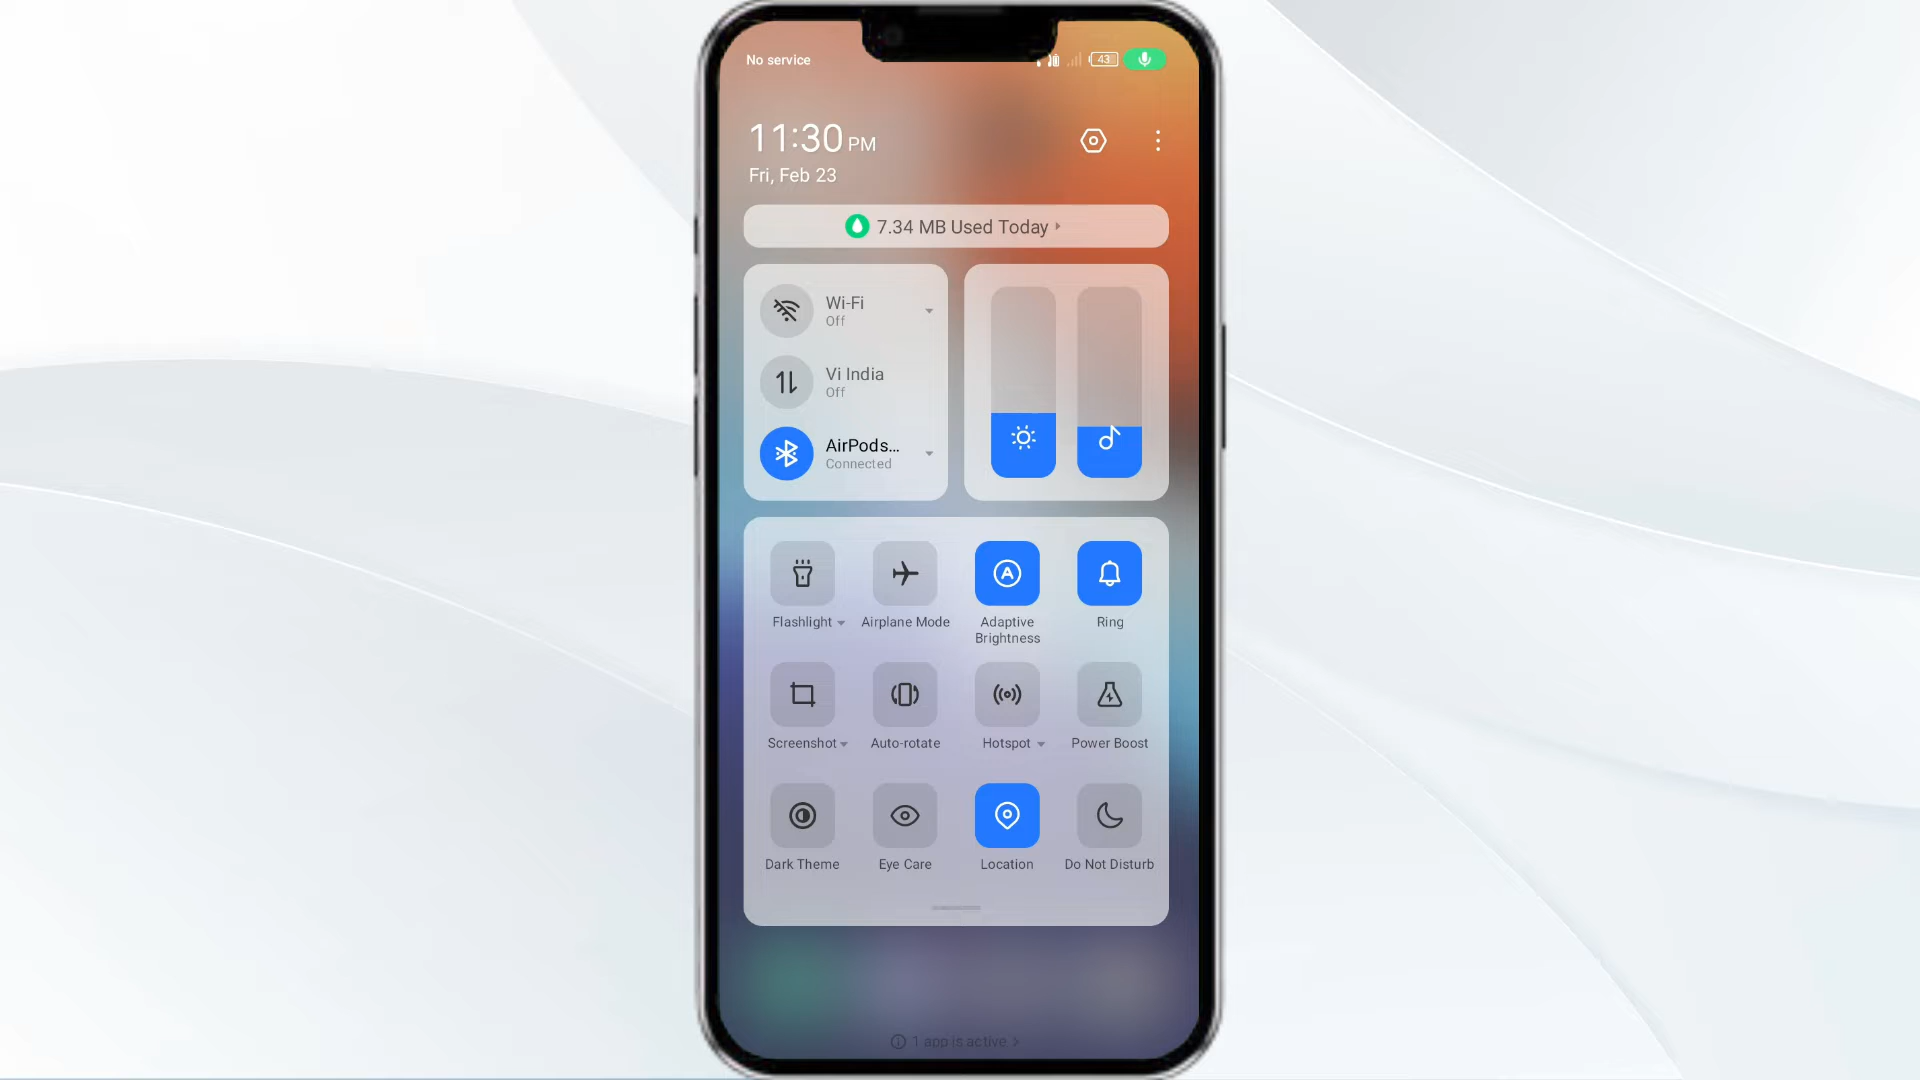 No service
43
11:30 PM
Fri, Feb 23
7.34 MB Used Today
Wi-Fi
Off
Vi India
Off
AirPods...
Connected
Flashlight
Airplane Mode
Adaptive
Brightness
Ring
Screenshot
Auto-rotate
Hotspot
Power Boost
Dark Theme
Eye Care
Location
Do Not Disturb
1 app is active